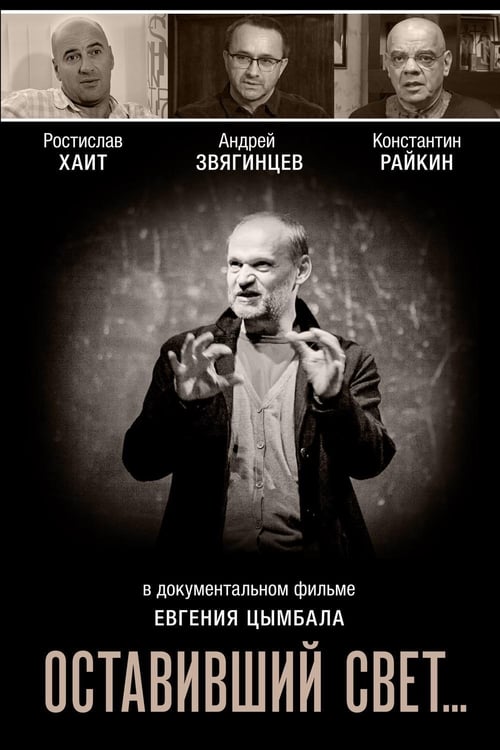 Ростислав
ХАИТ
Андрей
ЗВЯГИНЦЕВ
Константин
РАЙКИН
в документальном фильме
ЕВГЕНИЯ ЦЫМБАЛА
ОСТАВИВШИЙ СВЕТ...